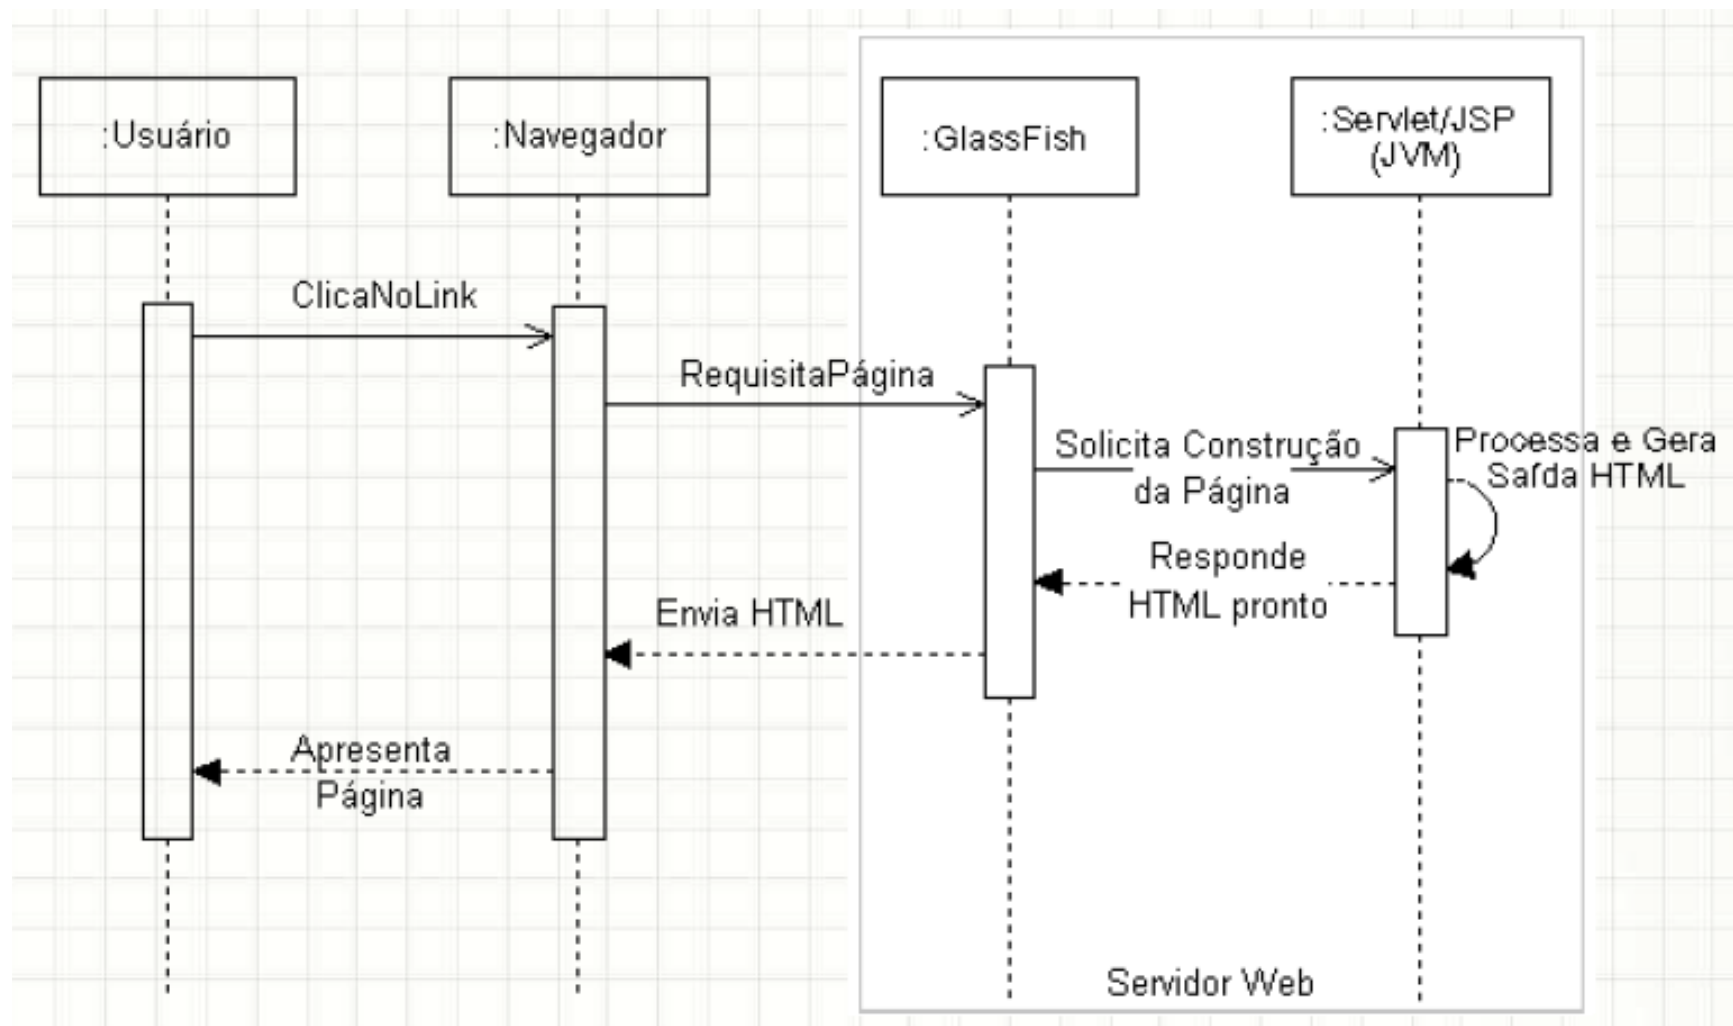 :Usuário
:Navegador
:GlassFish
:Servlet/JSP
(JVM)
ClicaNoLink
RequisitaPágina
Solicita Construção
da Página
Processa e Gera
Saída HTML
Responde
HTML pronto
Envia HTML
Apresenta
Página
Servidor Web